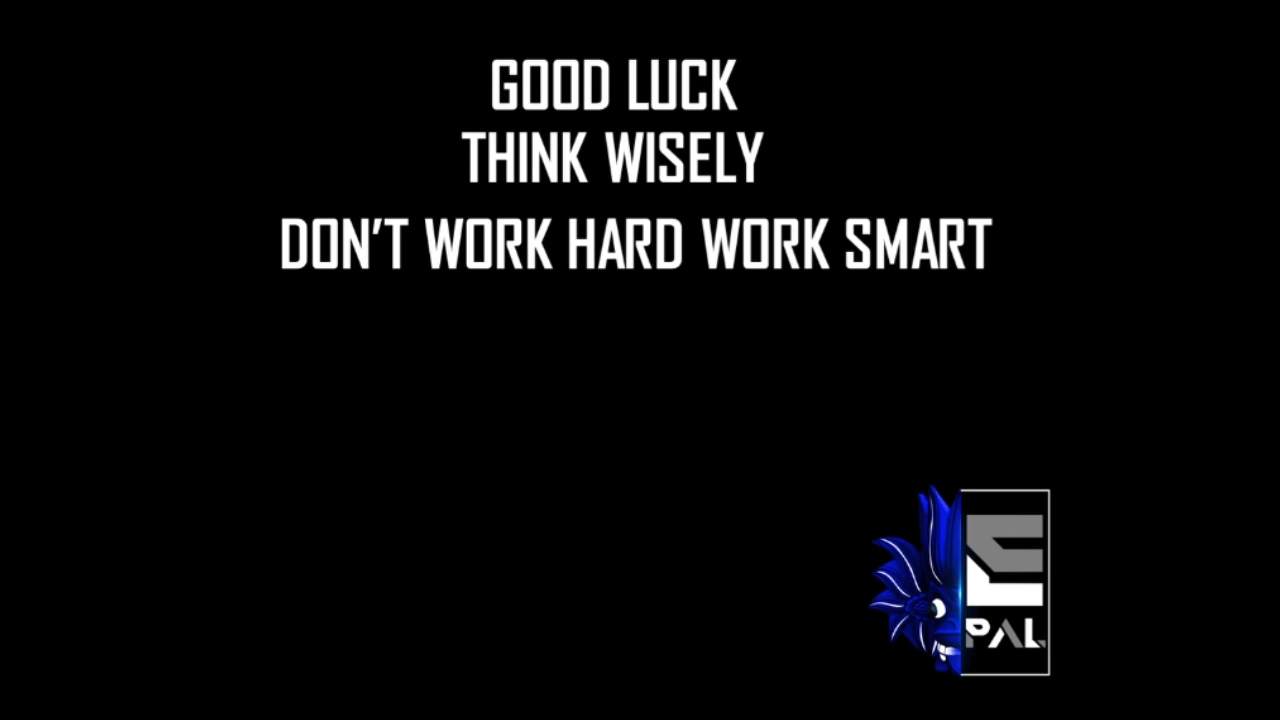 GOOD LUCK
THINK WISELY
DON'T WORK HARD WORK SMART
E
PAL